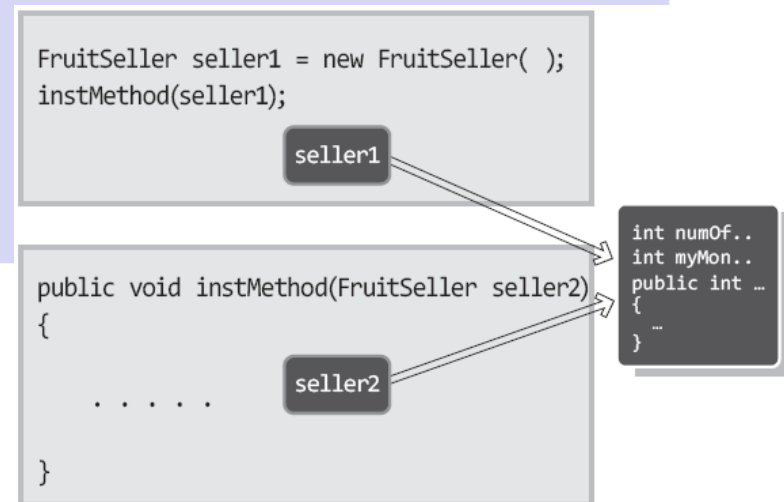 FruitSeller seller1 = new FruitSeller( );
instMethod(seller1);
seller1
int numOf..
int myMon..
public int …
{
…
}
public void instMethod(FruitSeller seller2)
{
seller2
. . . . .
}